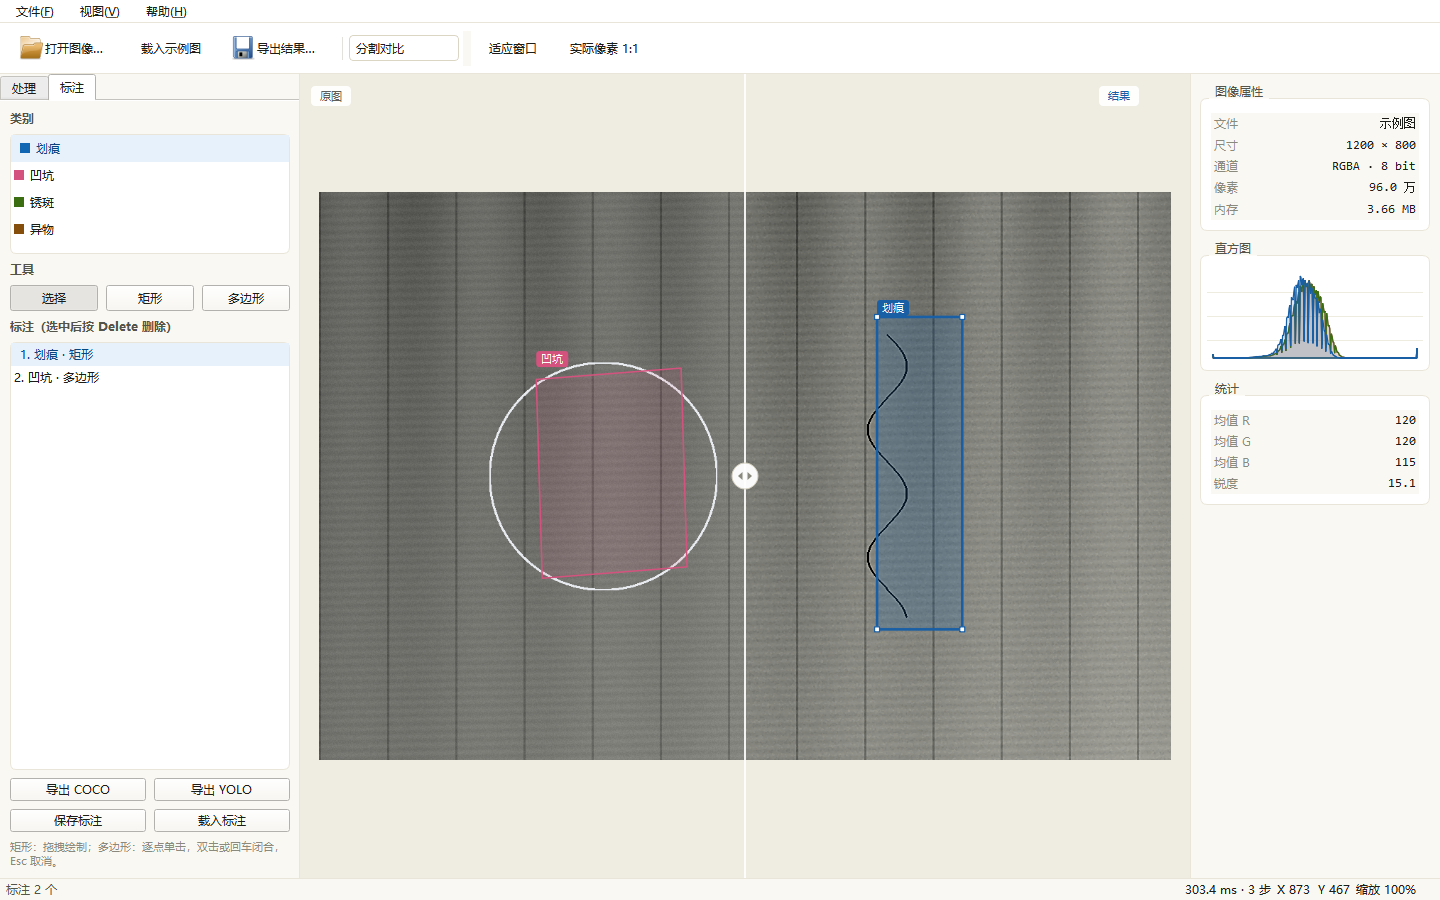 文件(F) 视图(V) 帮助(H)
打开图像... 载入示例图 导出结果... 分割对比 适应窗口 实际像素 1:1
处理 标注
类别
划痕
凹坑
锈斑
异物
工具
选择 矩形 多边形
标注（选中后按 Delete 删除）
1. 划痕 · 矩形
2. 凹坑 · 多边形
导出 COCO 导出 YOLO
保存标注 载入标注
矩形：拖拽绘制；多边形：逐点单击，双击或回车闭合，
Esc 取消。
原图
结果
凹坑
划痕
图像属性
文件 示例图
尺寸 1200 × 800
通道 RGBA · 8 bit
像素 96.0 万
内存 3.66 MB
直方图
统计
均值 R 120
均值 G 120
均值 B 115
锐度 15.1
标注 2 个
303.4 ms · 3 步 X 873 Y 467 缩放 100%